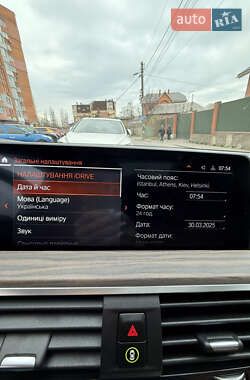 AUTO RIA
07:54
Загальні налаштування
НАЛАШТУВАННЯ iDRIVE
Дата й час
Мова (Language)
Українська
Одиниці виміру
Звук
Часовий пояс:
Istanbul, Athens, Kiev, Helsinki
Час:
07:54
Формат часу:
24 год.
Дата:
30.03.2025
Формат дати: